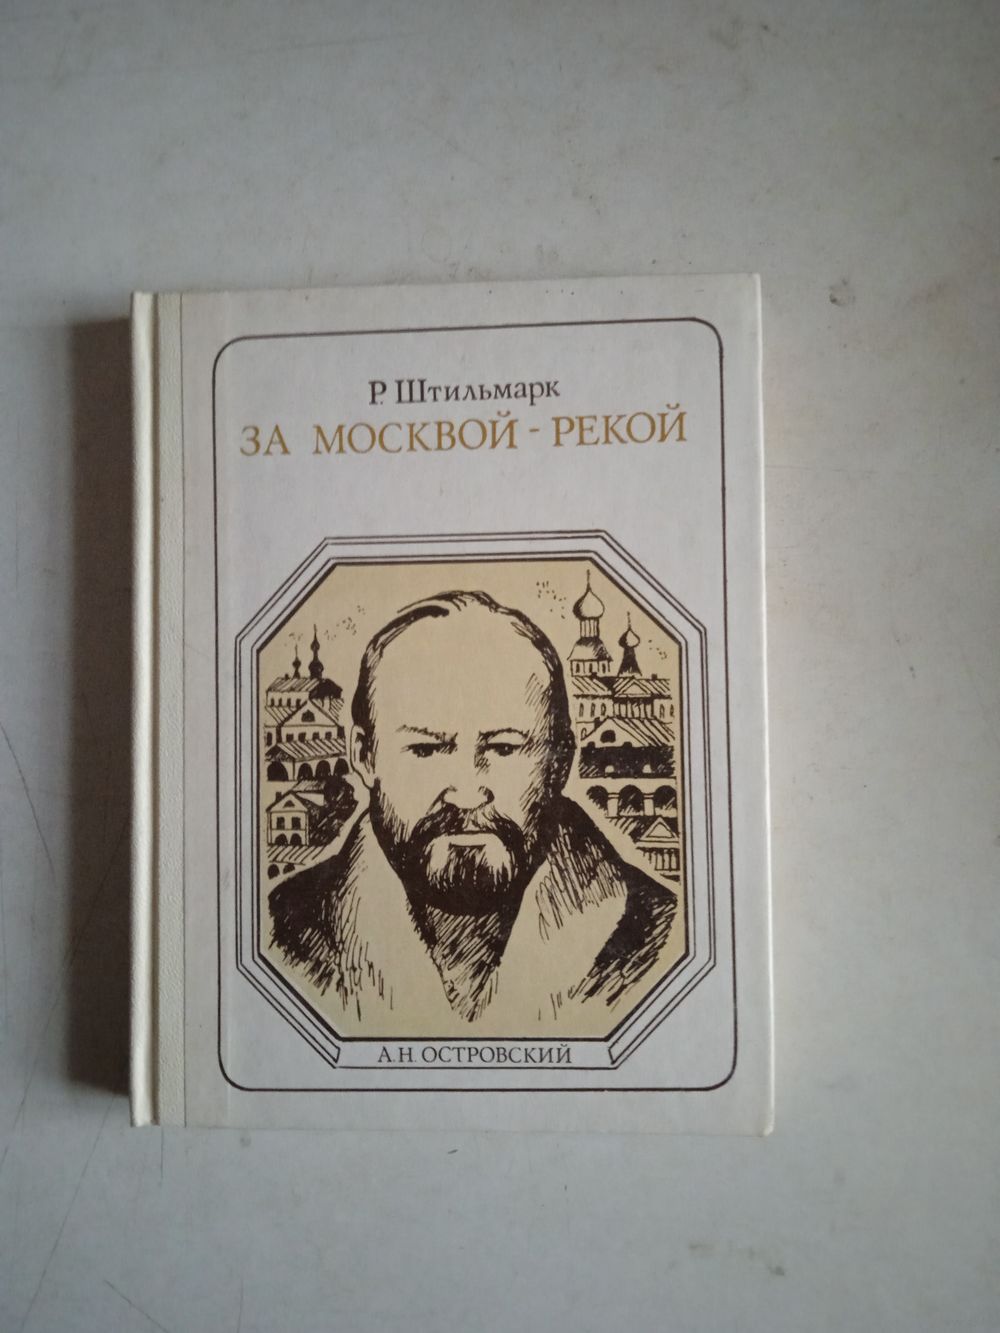 Р. Штильмарк
ЗА МОСКВОЙ - РЕКОЙ
А. Н. ОСТРОВСКИЙ